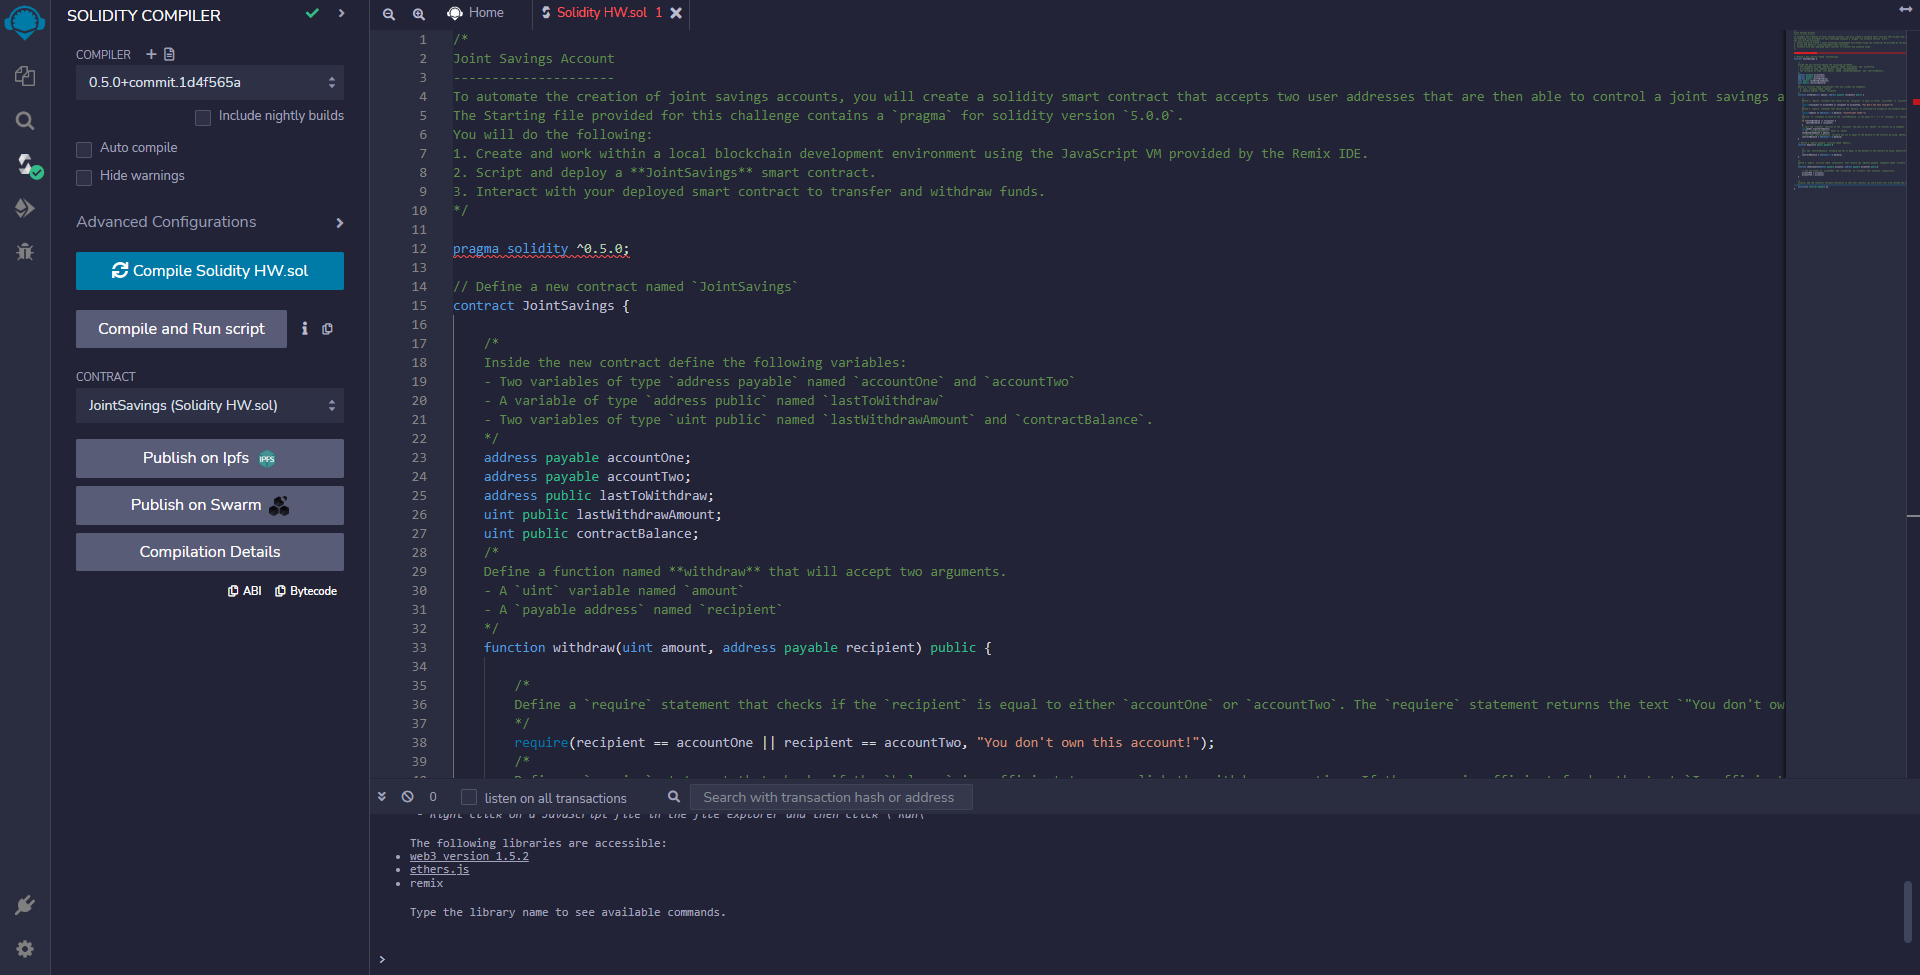 SOLIDITY COMPILER
COMPILER
0.5.0+commit.1d4f565a
Include nightly builds
Auto compile
Hide warnings
Advanced Configurations
Compile Solidity HW.sol
Compile and Run script
CONTRACT
JointSavings (Solidity HW.sol)
Publish on Ipfs
IPFS
Publish on Swarm
Compilation Details
ABI Bytecode
Home
Solidity HW.sol 1
1 /*
2 Joint Savings Account
3 ---------------------
4 To automate the creation of joint savings accounts, you will create a solidity smart contract that accepts two user addresses that are then able to control a joint savings a
5 The Starting file provided for this challenge contains a `pragma` for solidity version `5.0.0`.
6 You will do the following:
7 1. Create and work within a local blockchain development environment using the JavaScript VM provided by the Remix IDE.
8 2. Script and deploy a **JointSavings** smart contract.
9 3. Interact with your deployed smart contract to transfer and withdraw funds.
10 */
11
12 pragma solidity ^0.5.0;
13
14 // Define a new contract named `JointSavings`
15 contract JointSavings {
16
17 /*
18 Inside the new contract define the following variables:
19 - Two variables of type `address payable` named `accountOne` and `accountTwo`
20 - A variable of type `address public` named `lastToWithdraw`
21 - Two variables of type `uint public` named `lastWithdrawAmount` and `contractBalance`.
22 */
23 address payable accountOne;
24 address payable accountTwo;
25 address public lastToWithdraw;
26 uint public lastWithdrawAmount;
27 uint public contractBalance;
28 /*
29 Define a function named **withdraw** that will accept two arguments.
30 - A `uint` variable named `amount`
31 - A `payable address` named `recipient`
32 */
33 function withdraw(uint amount, address payable recipient) public {
34
35 /*
36 Define a `require` statement that checks if the `recipient` is equal to either `accountOne` or `accountTwo`. The `requiere` statement returns the text `"You don't ow
37 */
38 require(recipient == accountOne || recipient == accountTwo, "You don't own this account!");
39 /*
0
listen on all transactions
Search with transaction hash or address
- Right click on a JavaScript file in the file explorer and then click \`Run\`
The following libraries are accessible:
web3 version 1.5.2
ethers.js
remix
Type the library name to see available commands.
>